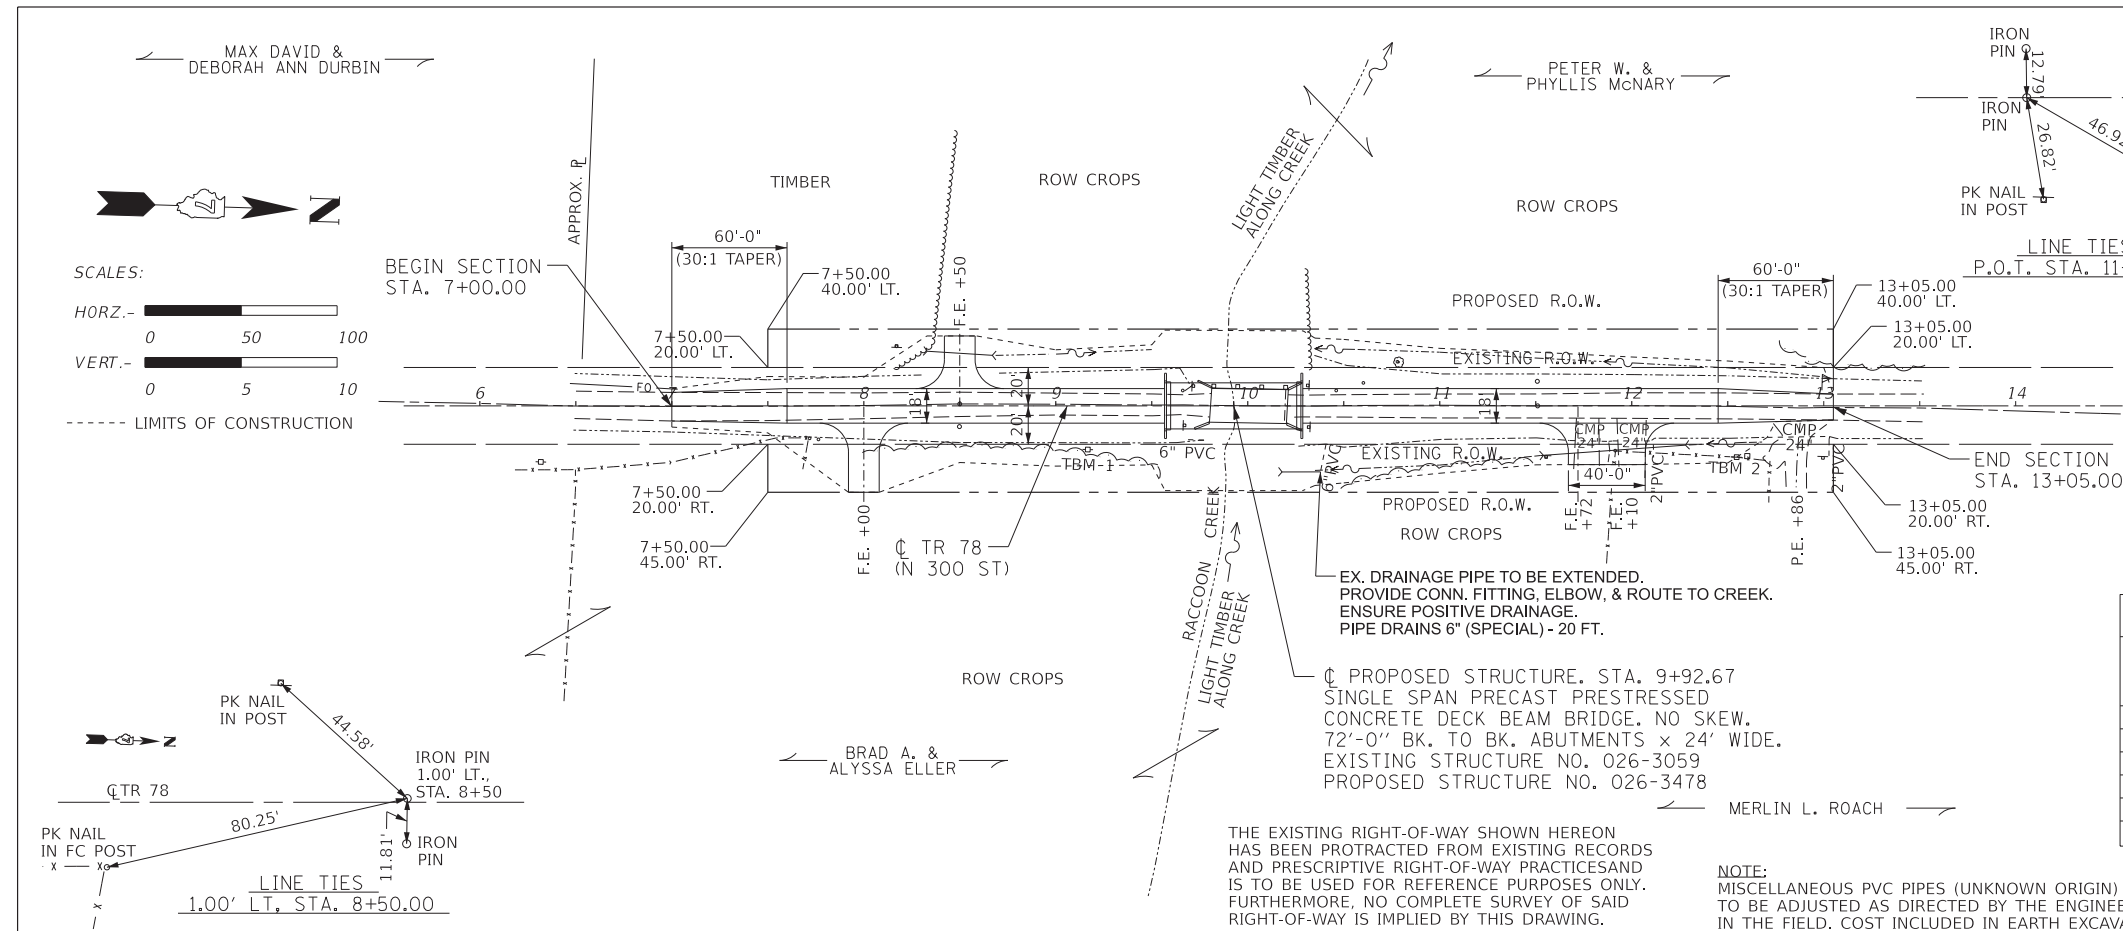 MAX DAVID &
DEBORAH ANN DURBIN
PETER W. &
PHYLLIS McNARY
IRON
PIN
12.79'
IRON
PIN
26.82'
PK NAIL
IN POST
LINE TIES
P.O.T. STA. 11
N
SCALES:
HORZ.-
0 50 100
VERT.-
0 5 10
LIMITS OF CONSTRUCTION
APPROX. ℙL
TIMBER
ROW CROPS
LIGHT TIMBER
ALONG CREEK
ROW CROPS
BEGIN SECTION
STA. 7+00.00
60'-0"
(30:1 TAPER)
7+50.00
40.00' LT.
F.E. +50
7+50.00
20.00' LT.
PROPOSED R.O.W.
60'-0"
(30:1 TAPER)
13+05.00
40.00' LT.
13+05.00
20.00' LT.
EXISTING R.O.W.
FO
6 7 8 9 10 11 12 13 14
18'
20'
20'
18'
CMP
24"
CMP
24"
CMP
24"
TBM 1
6" PVC
6" PVC
EXISTING R.O.W.
TBM 2
2" PVC
2" PVC
40'-0"
END SECTION
STA. 13+05.00
7+50.00
20.00' RT.
7+50.00
45.00' RT.
F.E. +00
℄ TR 78
(N 300 ST)
PROPOSED R.O.W.
ROW CROPS
F.E.
+72
F.E.
+10
P.E. +86
13+05.00
20.00' RT.
13+05.00
45.00' RT.
RACCOON CREEK
LIGHT TIMBER
ALONG CREEK
EX. DRAINAGE PIPE TO BE EXTENDED.
PROVIDE CONN. FITTING, ELBOW, & ROUTE TO CREEK.
ENSURE POSITIVE DRAINAGE.
PIPE DRAINS 6" (SPECIAL) - 20 FT.
ROW CROPS
℄ PROPOSED STRUCTURE. STA. 9+92.67
SINGLE SPAN PRECAST PRESTRESSED
CONCRETE DECK BEAM BRIDGE. NO SKEW.
72'-0'' BK. TO BK. ABUTMENTS x 24' WIDE.
EXISTING STRUCTURE NO. 026-3059
PROPOSED STRUCTURE NO. 026-3478
BRAD A. &
ALYSSA ELLER
MERLIN L. ROACH
N
PK NAIL
IN POST
44.58'
IRON PIN
1.00' LT.,
STA. 8+50
℄ TR 78
80.25'
PK NAIL
IN FC POST
11.81'
IRON
PIN
LINE TIES
1.00' LT, STA. 8+50.00
THE EXISTING RIGHT-OF-WAY SHOWN HEREON
HAS BEEN PROTRACTED FROM EXISTING RECORDS
AND PRESCRIPTIVE RIGHT-OF-WAY PRACTICESAND
IS TO BE USED FOR REFERENCE PURPOSES ONLY.
FURTHERMORE, NO COMPLETE SURVEY OF SAID
RIGHT-OF-WAY IS IMPLIED BY THIS DRAWING.
NOTE:
MISCELLANEOUS PVC PIPES (UNKNOWN ORIGIN)
TO BE ADJUSTED AS DIRECTED BY THE ENGINEE
IN THE FIELD. COST INCLUDED IN EARTH EXCAVA